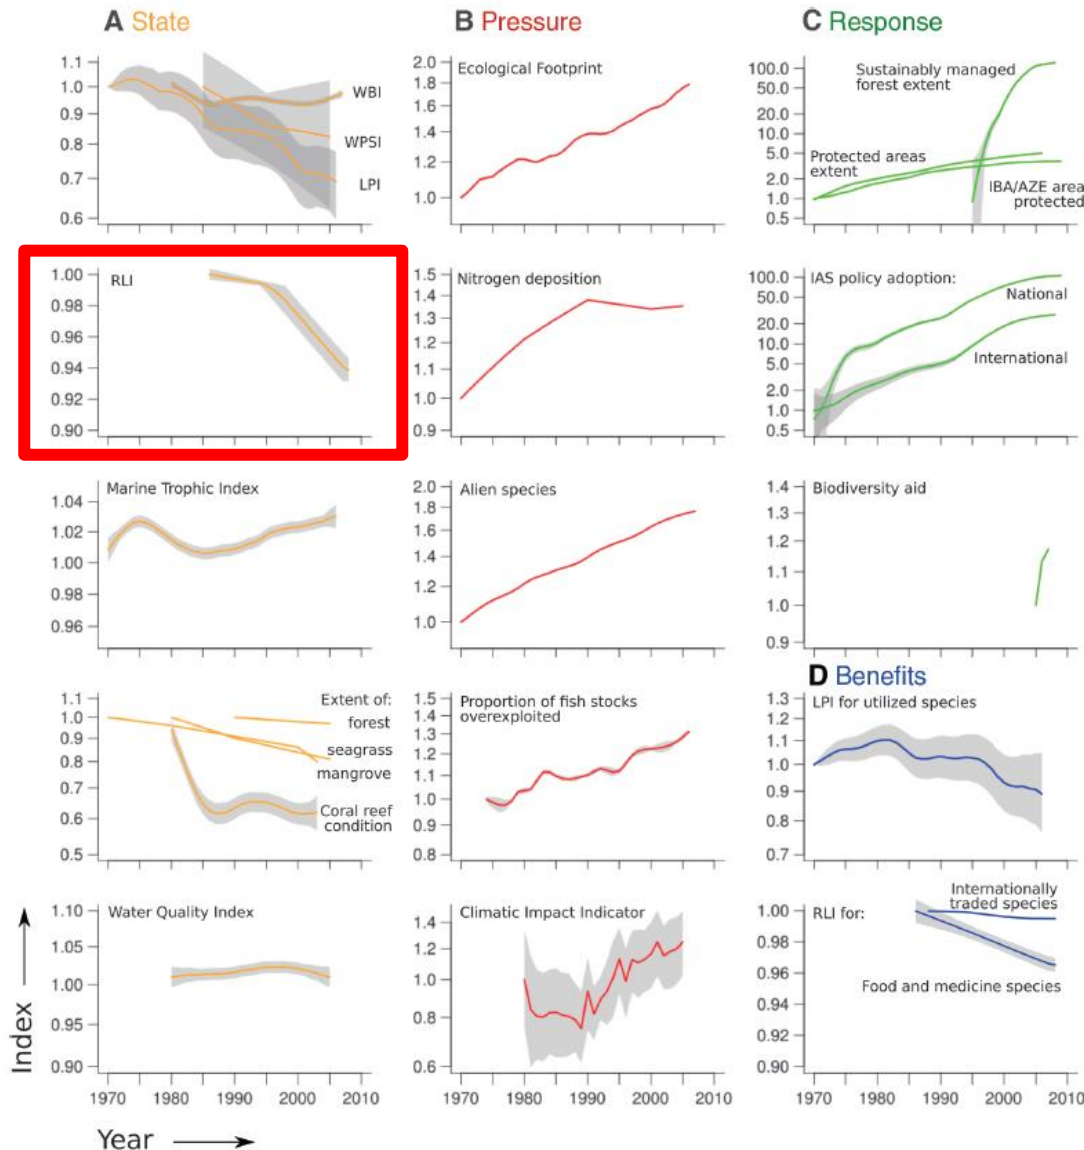 A State
1.1
1.0
0.9
0.8
0.7
0.6
WBI
WPSI
LPI
RLI
1.00
0.98
0.96
0.94
0.92
0.90
Marine Trophic Index
1.04
1.02
1.00
0.98
0.96
Extent of:
forest
seagrass
mangrove
Coral reef
condition
1.1
1.0
0.9
0.8
0.7
0.6
0.5
Water Quality Index
1.10
1.05
1.00
0.95
0.90
1970 1980 1990 2000 2010
B Pressure
Ecological Footprint
2.0
1.8
1.6
1.4
1.2
1.0
Nitrogen deposition
1.5
1.4
1.3
1.2
1.1
1.0
0.9
Alien species
2.0
1.8
1.6
1.4
1.2
1.0
Proportion of fish stocks
overexploited
1.5
1.4
1.3
1.2
1.1
1.0
0.9
0.8
Climatic Impact Indicator
1.4
1.2
1.0
0.8
0.6
1970 1980 1990 2000 2010
C Response
Sustainably managed
forest extent
Protected areas
extent
IBA/AZE area
protected
100.0
50.0
20.0
10.0
5.0
2.0
1.0
0.5
IAS policy adoption:
National
International
100.0
50.0
20.0
10.0
5.0
2.0
1.0
0.5
Biodiversity aid
1.4
1.3
1.2
1.1
1.0
0.9
D Benefits
LPI for utilized species
1.3
1.2
1.1
1.0
0.9
0.8
0.7
Internationally
traded species
RLI for:
Food and medicine species
1.00
0.98
0.96
0.94
0.92
0.90
1970 1980 1990 2000 2010
Index
Year